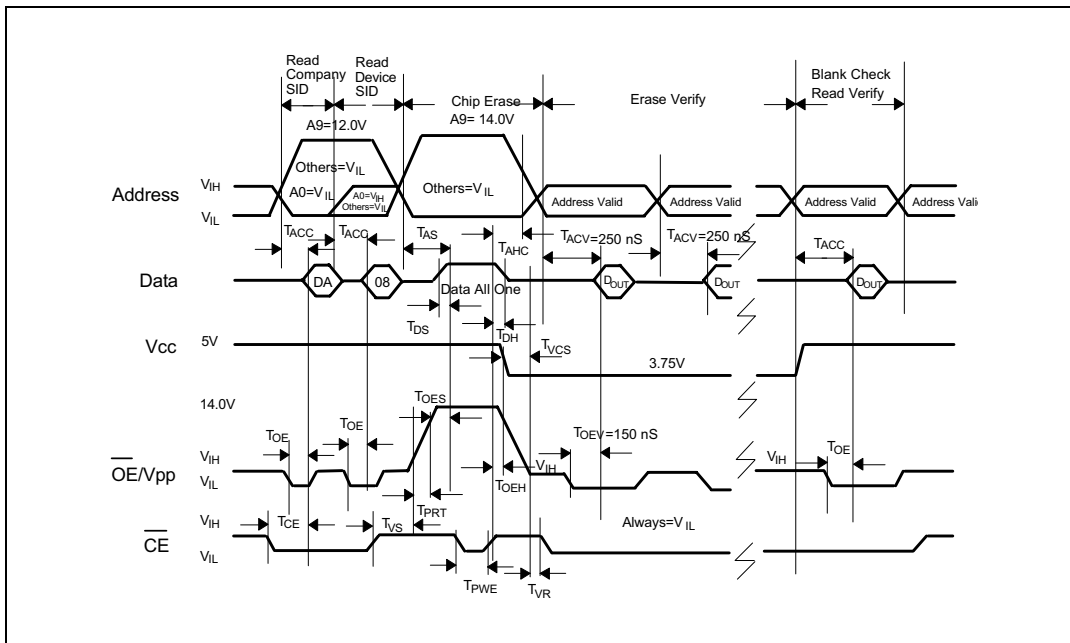 Read Company SID
Read Device SID
Chip Erase
Erase Verify
Blank Check Read Verify
A9=12.0V
A9= 14.0V
Others=VIL
A0=VIL
A0=VIH
Others=VIL
Others=VIL
Address
VIH
VIL
Address Valid
Address Valid
Address Valid
Address Valid
TACC
TACC
TAS
TAHC
TACV=250 nS
TACV=250 nS
TACC
Data
DA
08
Data All One
DOUT
DOUT
DOUT
TDS
TDH
TVCS
Vcc
5V
3.75V
14.0V
TOES
TOE
TOE
TOEV=150 nS
TOE
OE/Vpp
VIH
VIL
VIH
VIH
TOEH
TPRT
CE
VIH
VIL
TCE
TVS
Always=VIL
TPWE
TVR